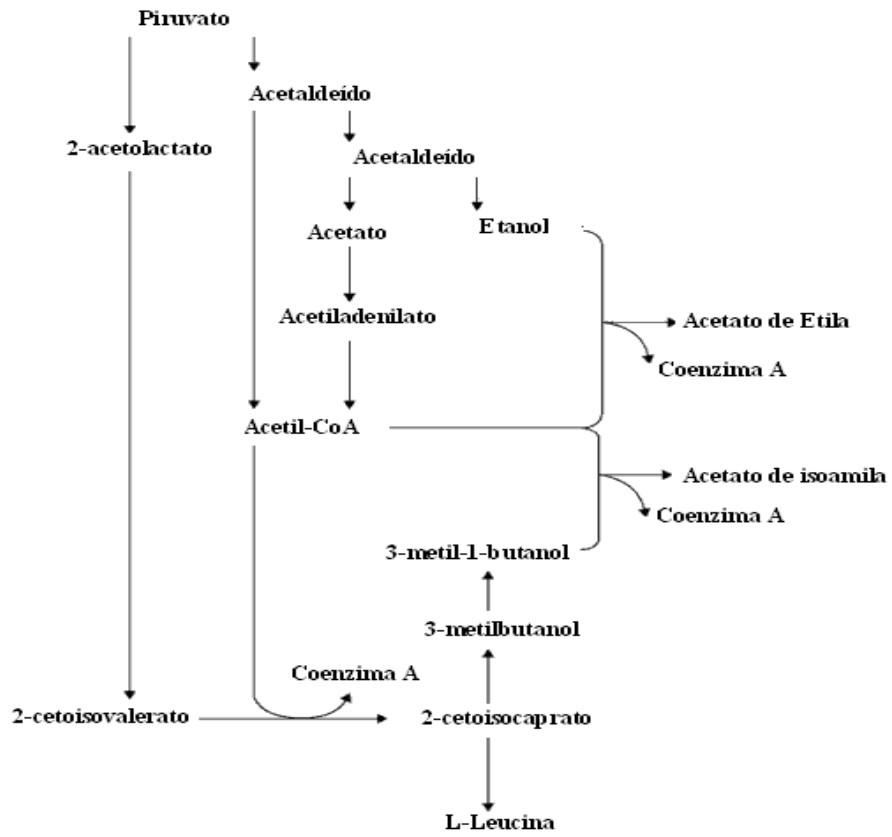 Piruvato
Acetaldeído
2-acetolactato
Acetaldeído
Acetato
Etanol
Acetiladenilato
Acetato de Etila
Coenzima A
Acetil-CoA
Acetato de isoamila
Coenzima A
3-metil-1-butanol
3-metilbutanol
Coenzima A
2-cetoisovalerato
2-cetoisocaprato
L-Leucina